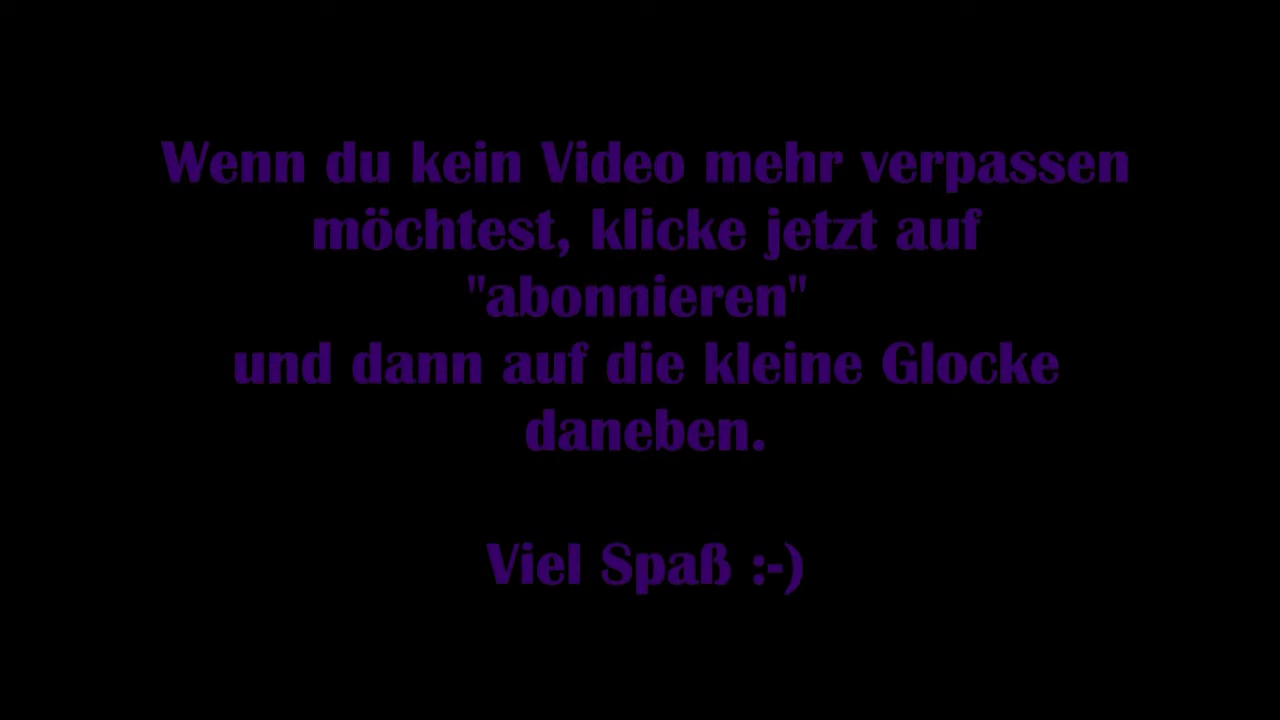 Wenn du kein Video mehr verpassen
möchtest, klicke jetzt auf
"abonnieren"
und dann auf die kleine Glocke
daneben.
Viel Spaß :-)